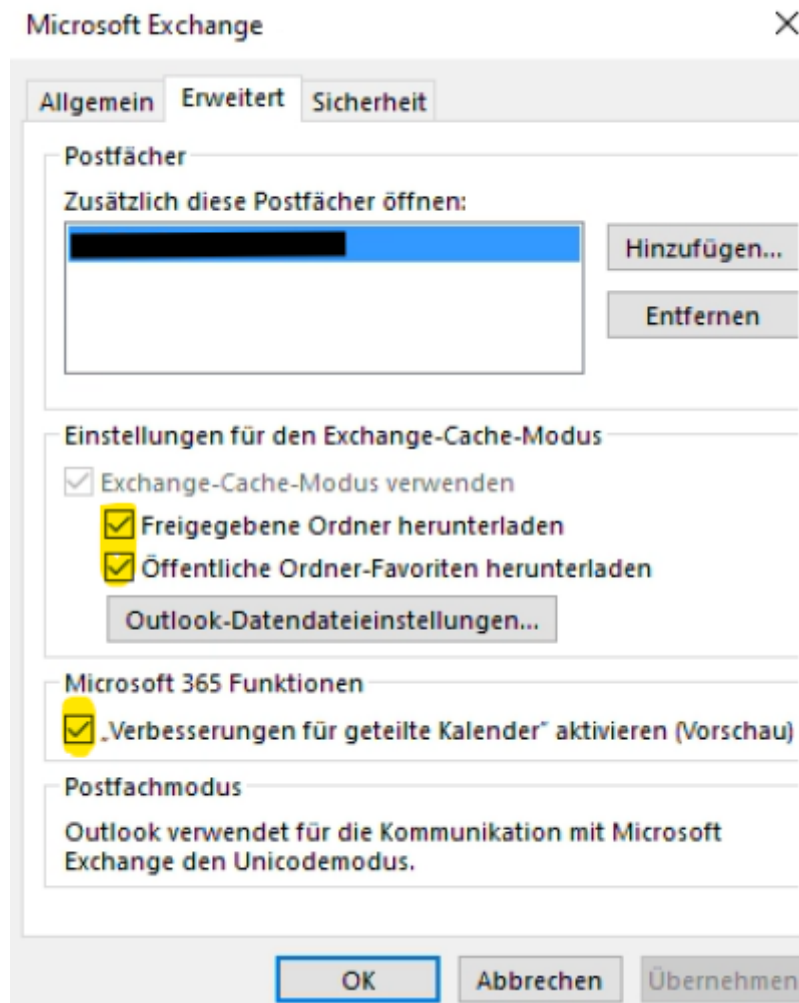 Microsoft Exchange
Allgemein Erweitert Sicherheit
Postfächer
Zusätzlich diese Postfächer öffnen:
Hinzufügen...
Entfernen
Einstellungen für den Exchange-Cache-Modus
Exchange-Cache-Modus verwenden
Freigegebene Ordner herunterladen
Öffentliche Ordner-Favoriten herunterladen
Outlook-Datendateieinstellungen...
Microsoft 365 Funktionen
„Verbesserungen für geteilte Kalender“ aktivieren (Vorschau)
Postfachmodus
Outlook verwendet für die Kommunikation mit Microsoft
Exchange den Unicodemodus.
OK Abbrechen Übernehmen